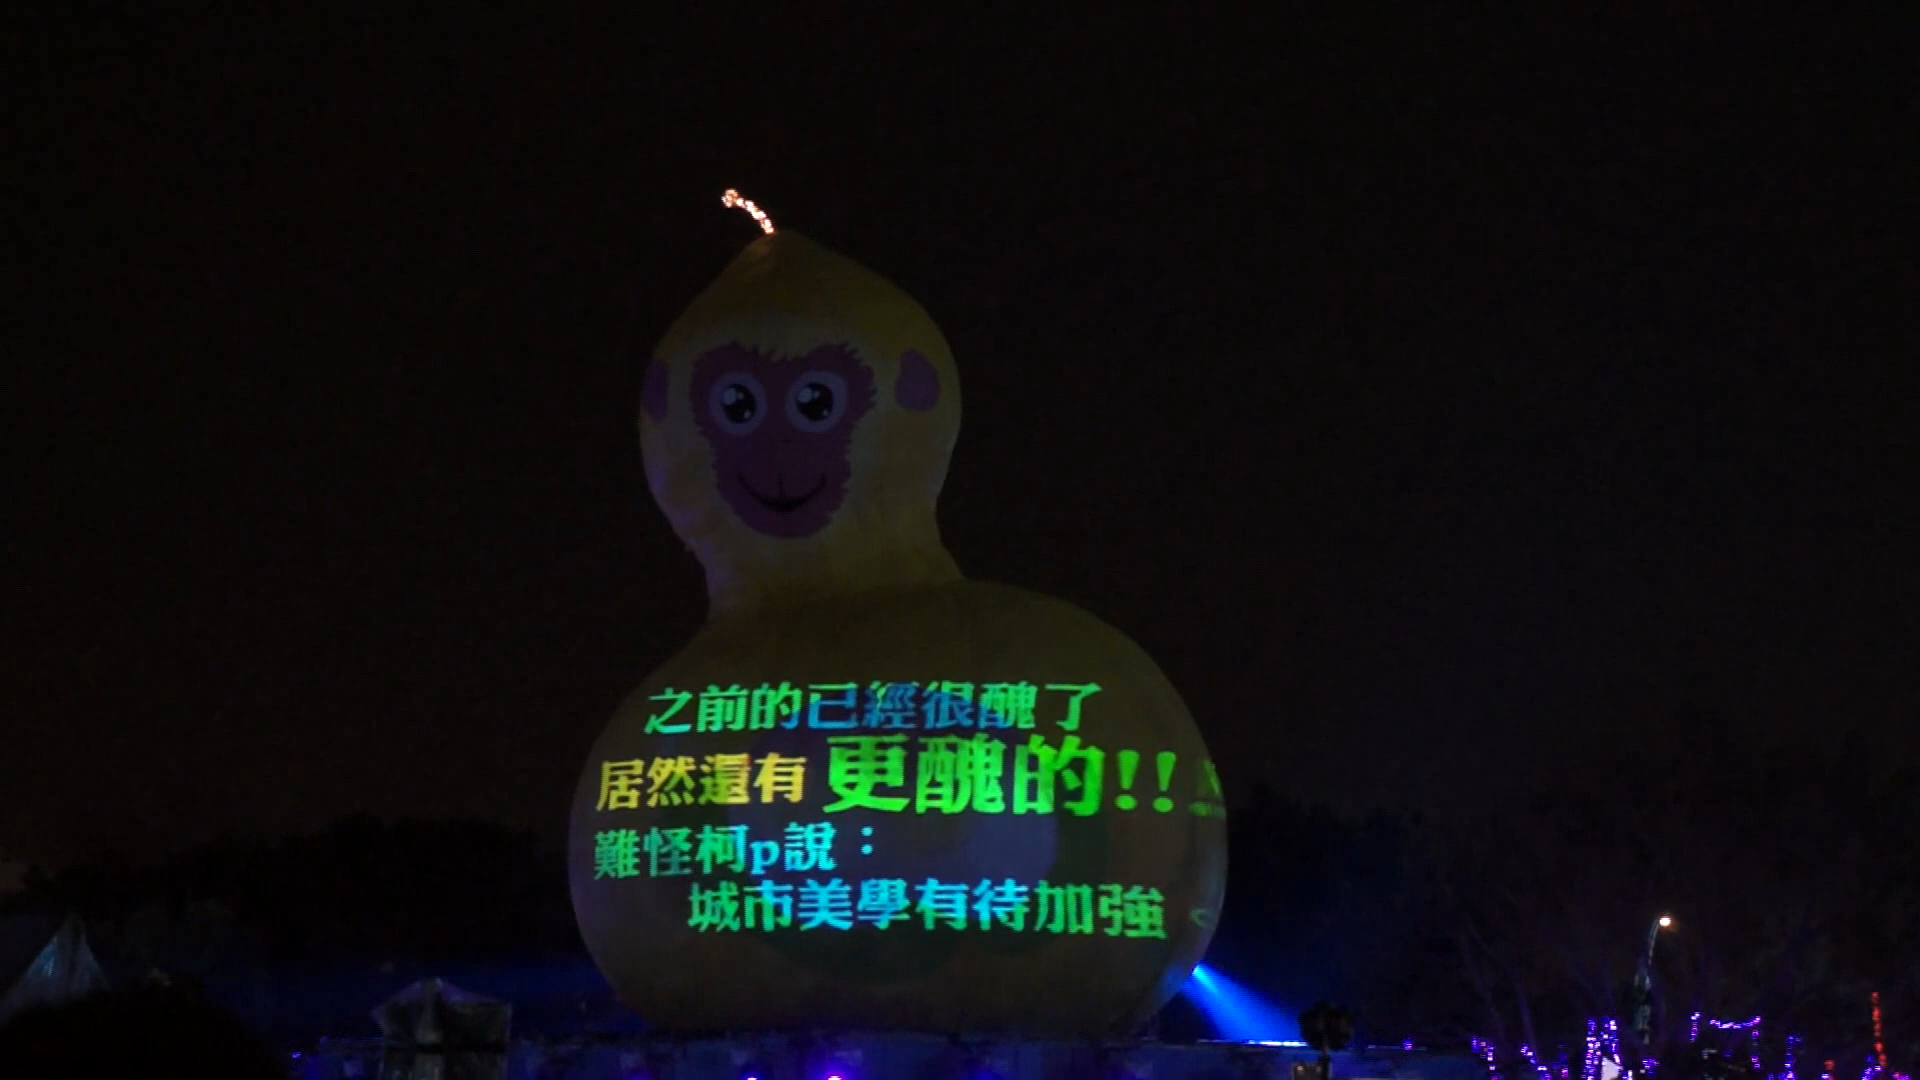 之前的已經很醜了
居然還有更醜的!!
難怪柯p說：
城市美學有待加強